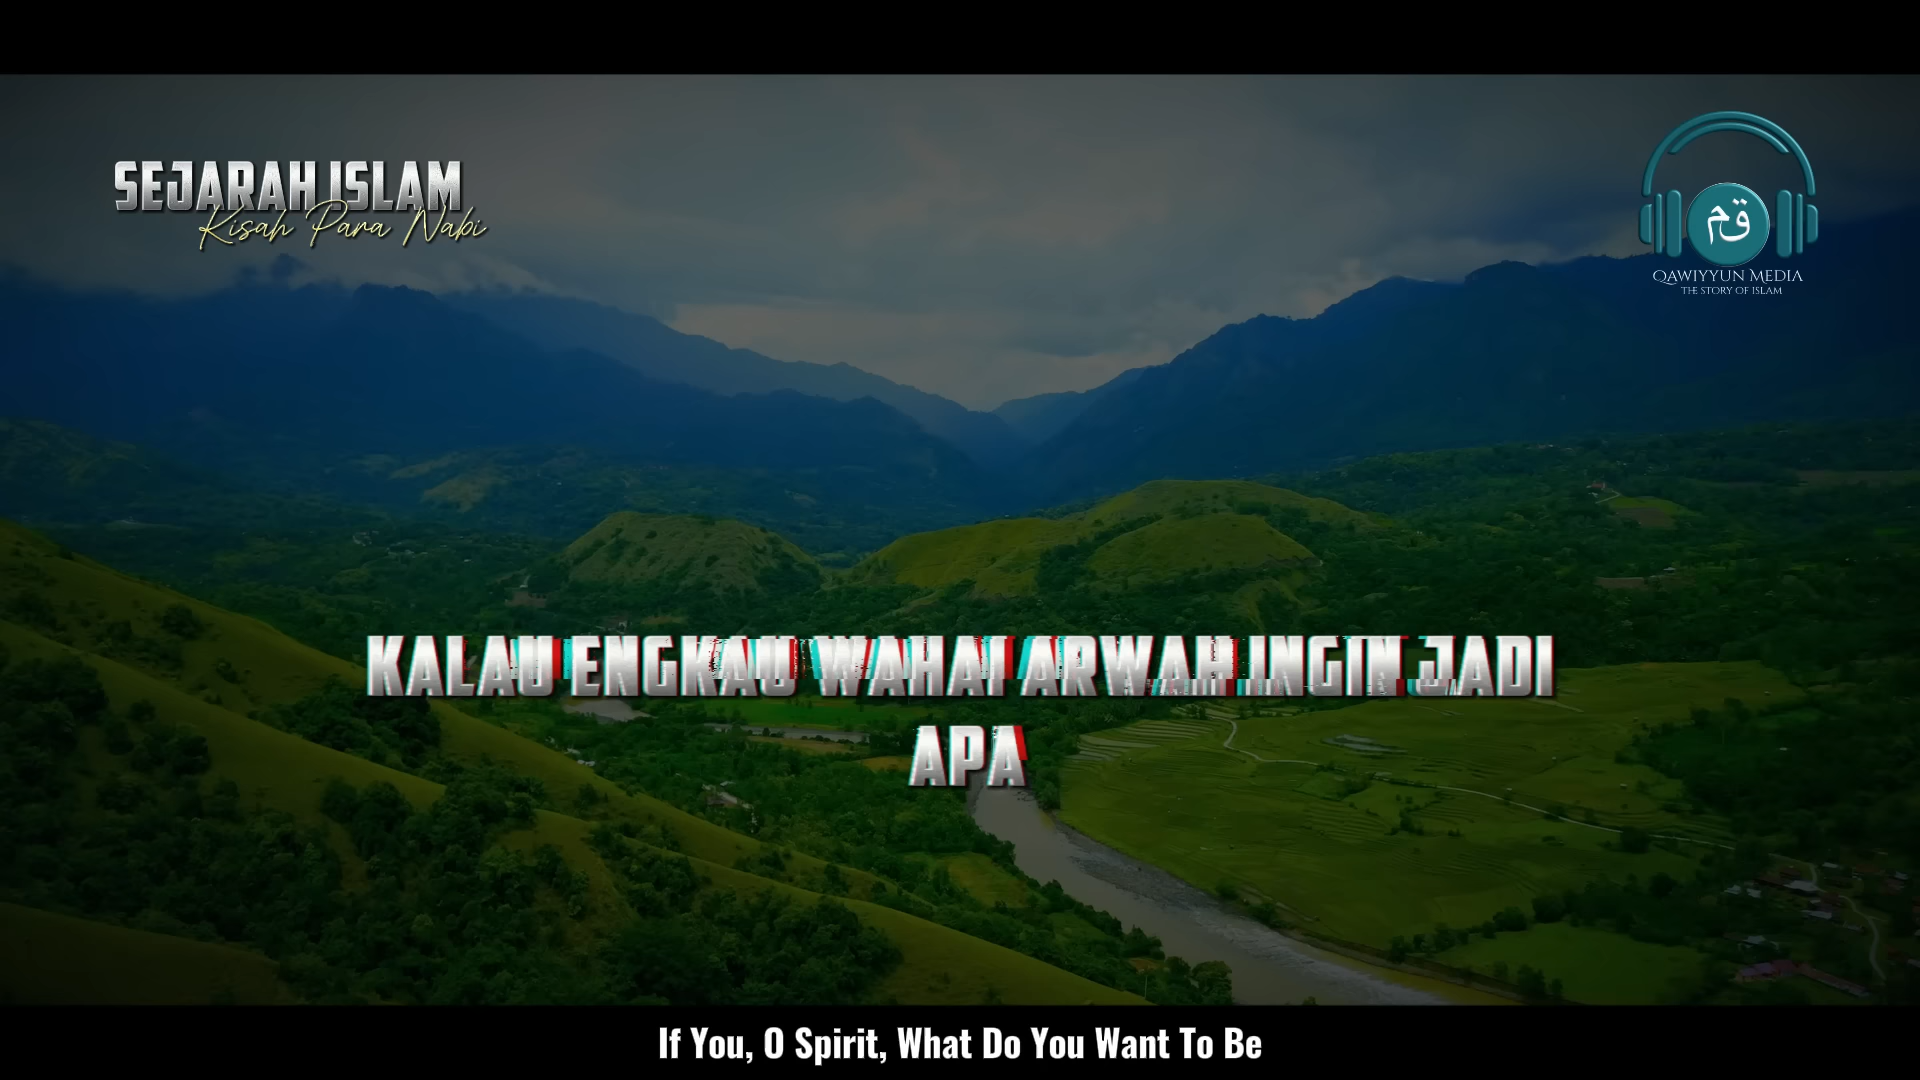 SEJARAH ISLAM
Kisah Para Nabi
قم
QAWIYYUN MEDIA
THE STORY OF ISLAM
KALAU ENGKAU WAHAI ARWAH INGIN JADI
APA
If You, O Spirit, What Do You Want To Be